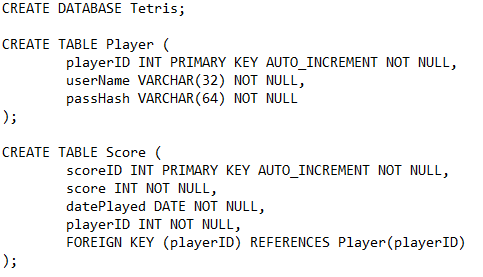 CREATE DATABASE Tetris;
CREATE TABLE Player (
playerID INT PRIMARY KEY AUTO_INCREMENT NOT NULL,
userName VARCHAR(32) NOT NULL,
passHash VARCHAR(64) NOT NULL
);
CREATE TABLE Score (
scoreID INT PRIMARY KEY AUTO_INCREMENT NOT NULL,
score INT NOT NULL,
datePlayed DATE NOT NULL,
playerID INT NOT NULL,
FOREIGN KEY (playerID) REFERENCES Player(playerID)
);